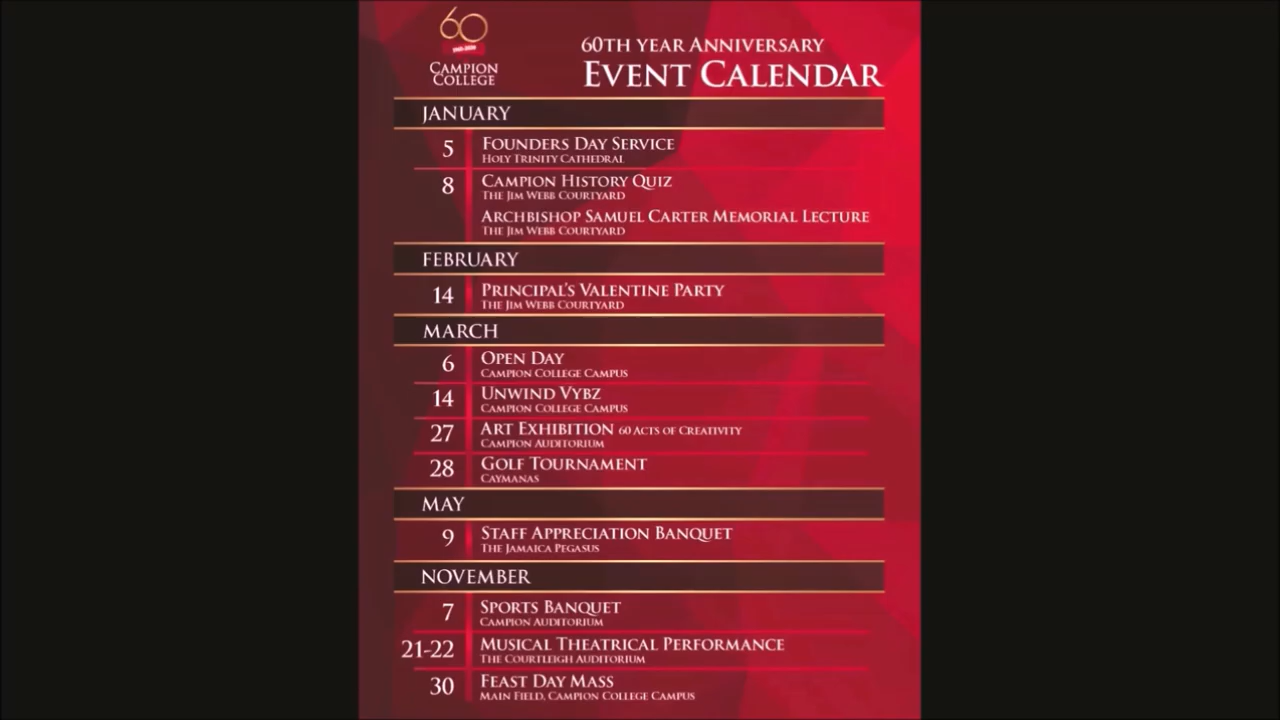 60
1960-2020
CAMPION
COLLEGE
60TH YEAR ANNIVERSARY
EVENT CALENDAR
JANUARY
5 FOUNDERS DAY SERVICE
HOLY TRINITY CATHEDRAL
8 CAMPION HISTORY QUIZ
THE JIM WEBB COURTYARD
ARCHBISHOP SAMUEL CARTER MEMORIAL LECTURE
THE JIM WEBB COURTYARD
FEBRUARY
14 PRINCIPAL'S VALENTINE PARTY
THE JIM WEBB COURTYARD
MARCH
6 OPEN DAY
CAMPION COLLEGE CAMPUS
14 UNWIND VYBZ
CAMPION COLLEGE CAMPUS
27 ART EXHIBITION 60 ACTS OF CREATIVITY
CAMPION AUDITORIUM
28 GOLF TOURNAMENT
CAYMANAS
MAY
9 STAFF APPRECIATION BANQUET
THE JAMAICA PEGASUS
NOVEMBER
7 SPORTS BANQUET
CAMPION AUDITORIUM
21-22 MUSICAL THEATRICAL PERFORMANCE
THE COURTLEIGH AUDITORIUM
30 FEAST DAY MASS
MAIN FIELD, CAMPION COLLEGE CAMPUS